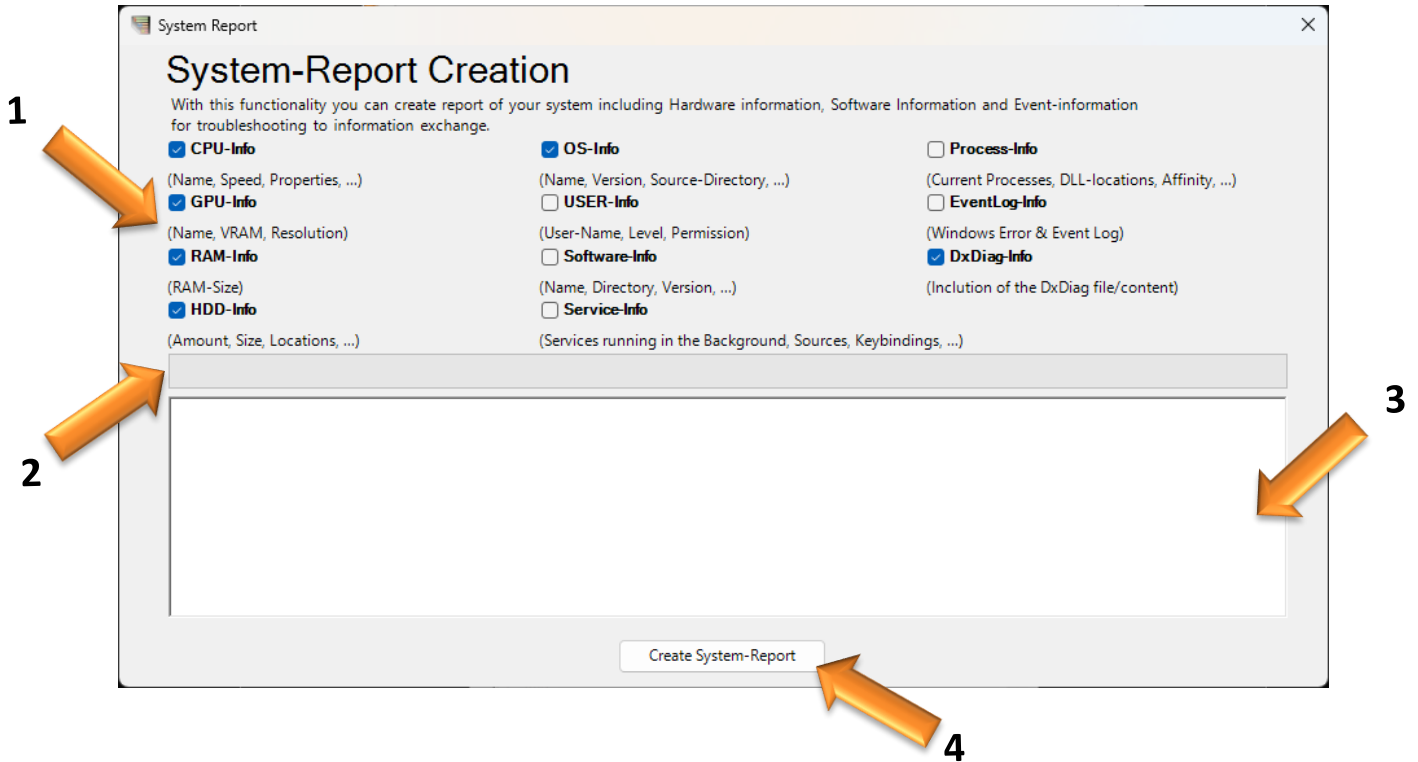 System Report
System-Report Creation
With this functionality you can create report of your system including Hardware information, Software Information and Event-information
for troubleshooting to information exchange.
1
CPU-Info
OS-Info
Process-Info
(Name, Speed, Properties, ...)
(Name, Version, Source-Directory, ...)
(Current Processes, DLL-locations, Affinity, ...)
GPU-Info
USER-Info
EventLog-Info
(Name, VRAM, Resolution)
(User-Name, Level, Permission)
(Windows Error & Event Log)
RAM-Info
Software-Info
DxDiag-Info
(RAM-Size)
(Name, Directory, Version, ...)
(Inclution of the DxDiag file/content)
HDD-Info
Service-Info
(Amount, Size, Locations, ...)
(Services running in the Background, Sources, Keybindings, ...)
3
2
Create System-Report
4